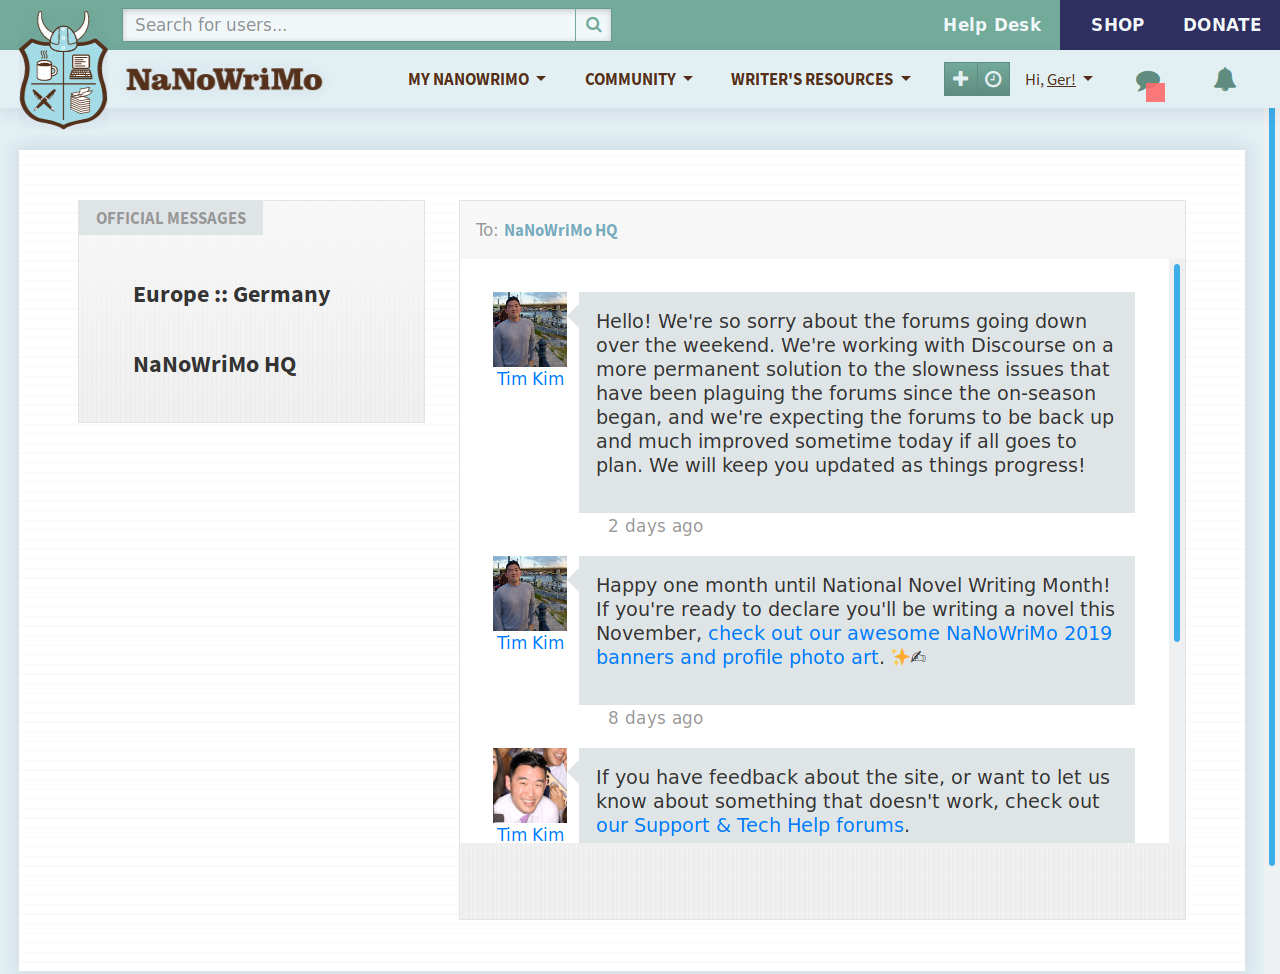 Search for users...
Help Desk
SHOP
DONATE
NaNoWriMo
MY NANOWRIMO
COMMUNITY
WRITER'S RESOURCES
Hi, Ger!
OFFICIAL MESSAGES
Europe :: Germany
NaNoWriMo HQ
To: NaNoWriMo HQ
Tim Kim
Hello! We're so sorry about the forums going down
over the weekend. We're working with Discourse on a
more permanent solution to the slowness issues that
have been plaguing the forums since the on-season
began, and we're expecting the forums to be back up
and much improved sometime today if all goes to
plan. We will keep you updated as things progress!
2 days ago
Tim Kim
Happy one month until National Novel Writing Month!
If you're ready to declare you'll be writing a novel this
November, check out our awesome NaNoWriMo 2019
banners and profile photo art. ✨✍
8 days ago
Tim Kim
If you have feedback about the site, or want to let us
know about something that doesn't work, check out
our Support & Tech Help forums.